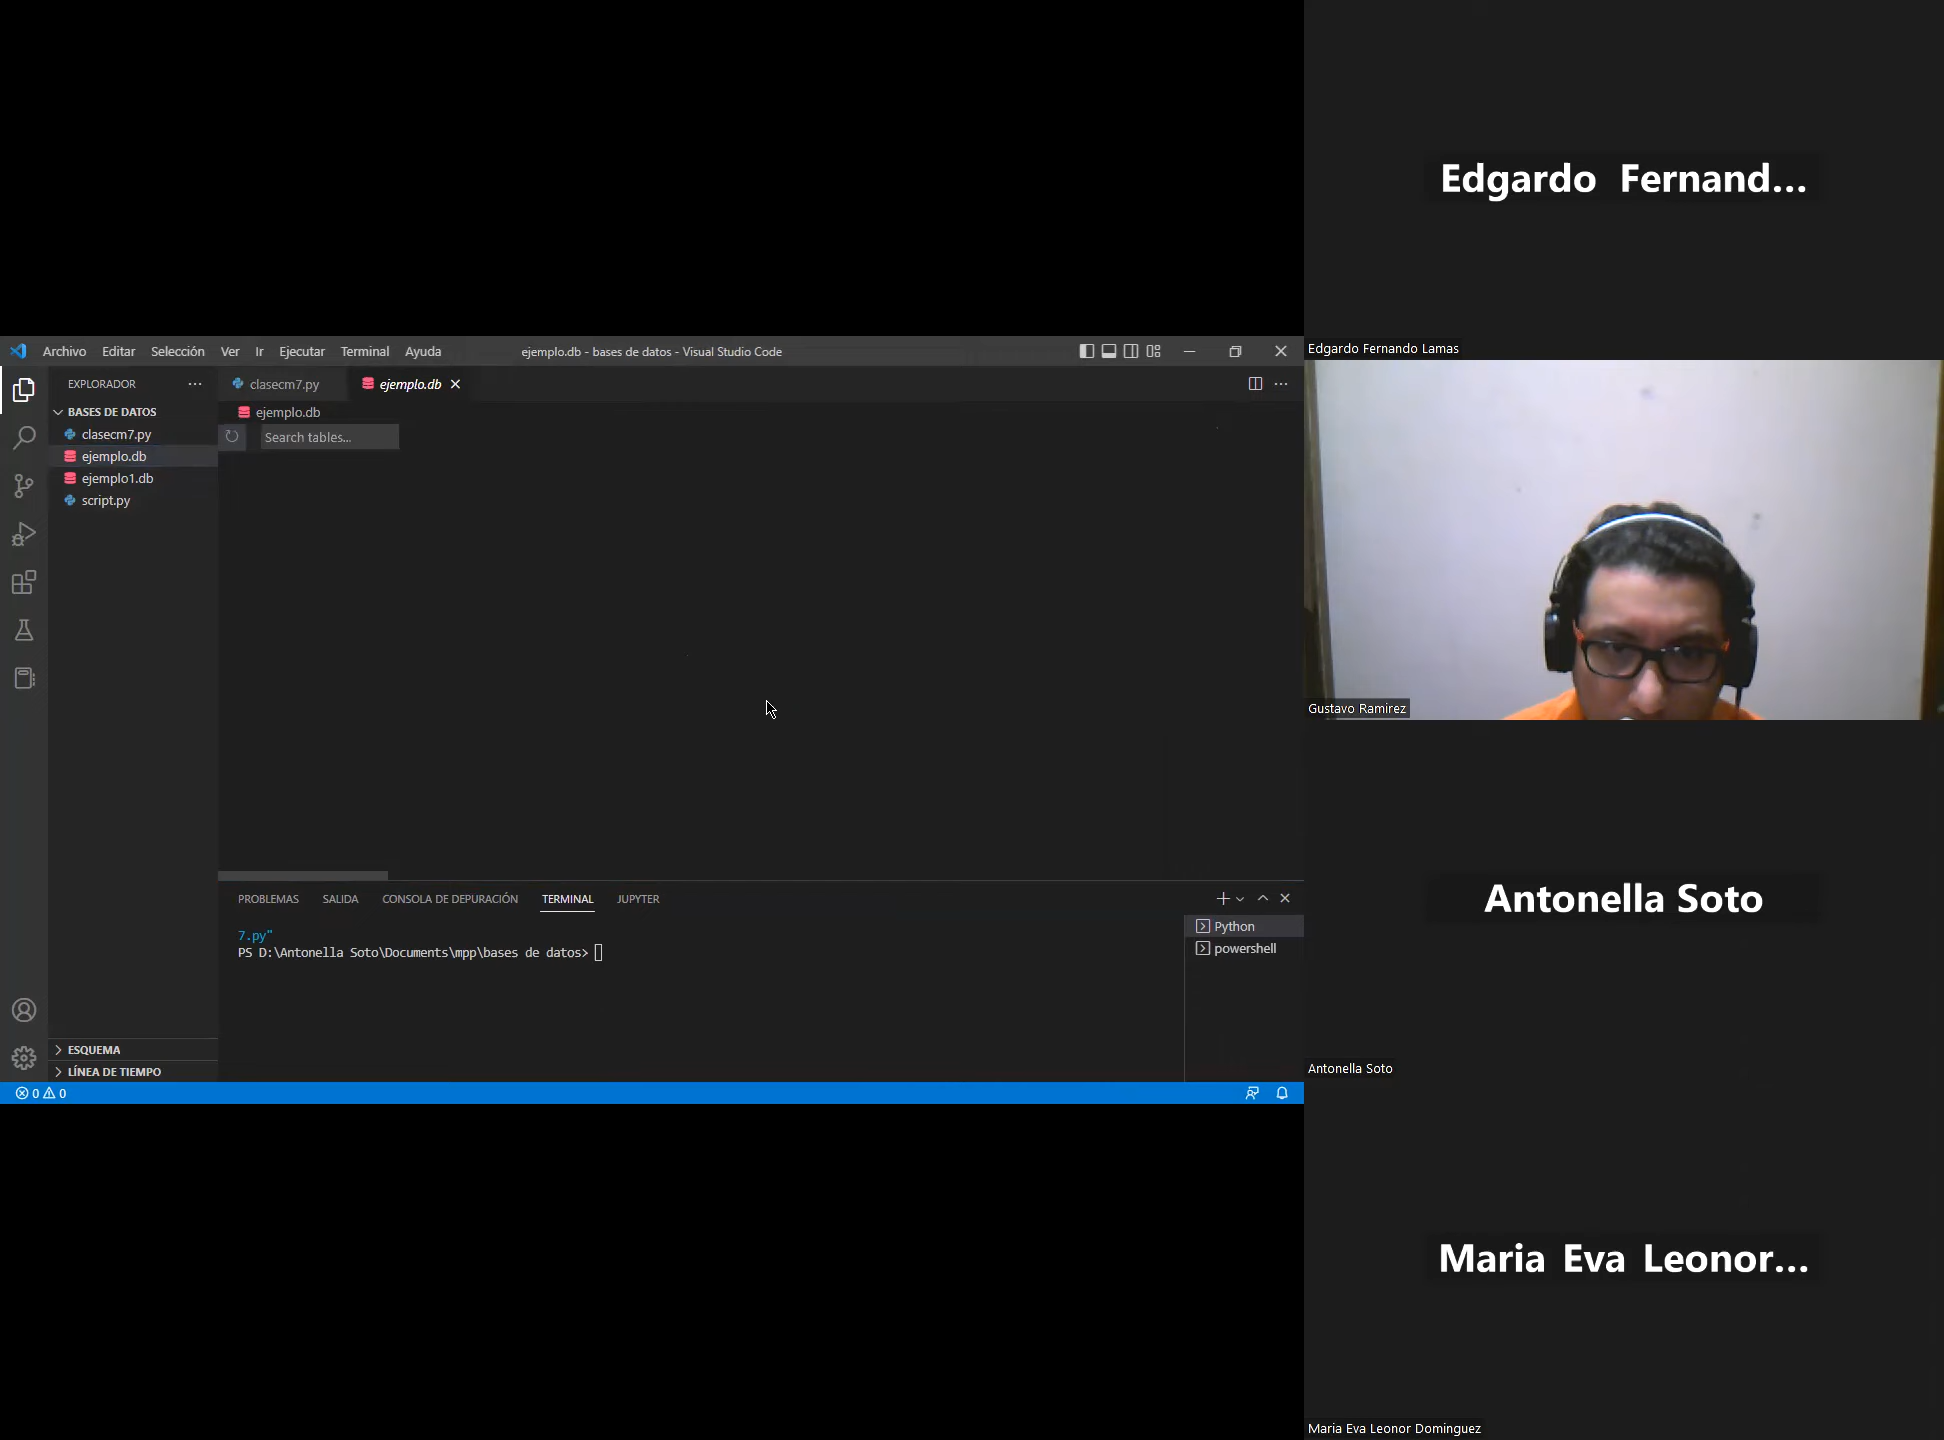 Archivo Editar Selección Ver Ir Ejecutar Terminal Ayuda
ejemplo.db - bases de datos - Visual Studio Code
EXPLORADOR
BASES DE DATOS
clasecm7.py
ejemplo.db
ejemplo1.db
script.py
ESQUEMA
LÍNEA DE TIEMPO
clasecm7.py ejemplo.db
ejemplo.db
Search tables...
PROBLEMAS SALIDA CONSOLA DE DEPURACIÓN TERMINAL JUPYTER
7.py"
PS D:\Antonella Soto\Documents\mpp\bases de datos>
Python
powershell
0 0
Edgardo Fernand...
Edgardo Fernando Lamas
Gustavo Ramirez
Antonella Soto
Antonella Soto
Maria Eva Leonor...
Maria Eva Leonor Dominguez